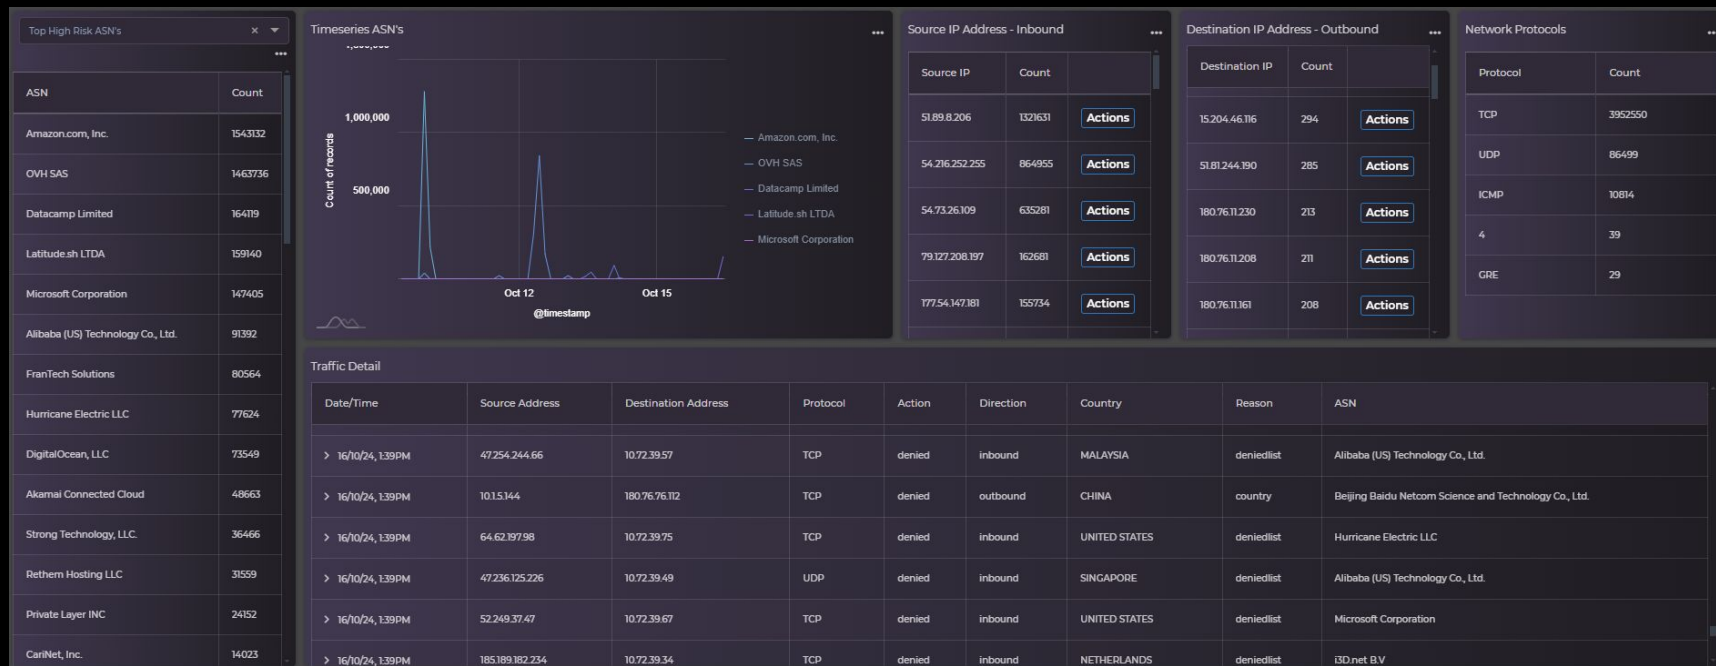 Top High Risk ASN's
ASN Count
Amazon.com, Inc. 1543132
OVH SAS 1463736
Datacamp Limited 164119
Latitude.sh LTDA 159140
Microsoft Corporation 147405
Alibaba (US) Technology Co., Ltd. 91392
FranTech Solutions 80564
Hurricane Electric LLC 77624
DigitalOcean, LLC 73549
Akamai Connected Cloud 48663
Strong Technology, LLC. 36466
Rethem Hosting LLC 31559
Private Layer INC 24152
CariNet, Inc. 14023
Timeseries ASN's
1,000,000
500,000
Count of records
Oct 12 Oct 15
@timestamp
Amazon.com, Inc.
OVH SAS
Datacamp Limited
Latitude.sh LTDA
Microsoft Corporation
Source IP Address - Inbound
Source IP Count
51.89.8.206 1321631 Actions
54.216.252.255 864955 Actions
54.73.26.109 635281 Actions
79.127.208.197 162681 Actions
177.54.147.181 155734 Actions
Destination IP Address - Outbound
Destination IP Count
15.204.46.116 294 Actions
51.81.244.190 285 Actions
180.76.11.230 213 Actions
180.76.11.208 211 Actions
180.76.11.161 208 Actions
Network Protocols
Protocol Count
TCP 3952550
UDP 86499
ICMP 10814
4 39
GRE 29
Traffic Detail
Date/Time Source Address Destination Address Protocol Action Direction Country Reason ASN
16/10/24, 1:39PM 47.254.244.66 10.72.39.57 TCP denied inbound MALAYSIA deniedlist Alibaba (US) Technology Co., Ltd.
16/10/24, 1:39PM 10.1.5.144 180.76.76.112 TCP denied outbound CHINA country Beijing Baidu Netcom Science and Technology Co., Ltd.
16/10/24, 1:39PM 64.62.197.98 10.72.39.75 TCP denied inbound UNITED STATES deniedlist Hurricane Electric LLC
16/10/24, 1:39PM 47.236.125.226 10.72.39.49 UDP denied inbound SINGAPORE deniedlist Alibaba (US) Technology Co., Ltd.
16/10/24, 1:39PM 52.249.37.47 10.72.39.67 TCP denied inbound UNITED STATES deniedlist Microsoft Corporation
16/10/24, 1:39PM 185.189.182.234 10.72.39.34 TCP denied inbound NETHERLANDS deniedlist i3D.net B.V